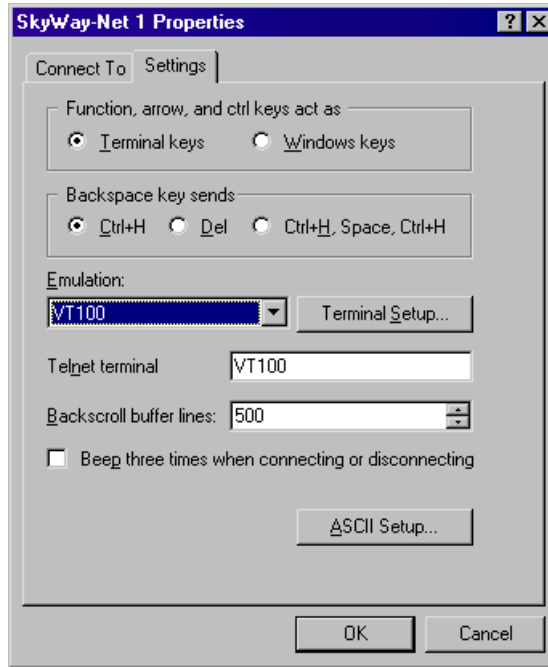 SkyWay-Net 1 Properties
Connect To Settings
Function, arrow, and ctrl keys act as
Terminal keys Windows keys
Backspace key sends
Ctrl+H Del Ctrl+H, Space, Ctrl+H
Emulation:
VT100 Terminal Setup...
Telnet terminal VT100
Backscroll buffer lines: 500
Beep three times when connecting or disconnecting
ASCII Setup...
OK Cancel